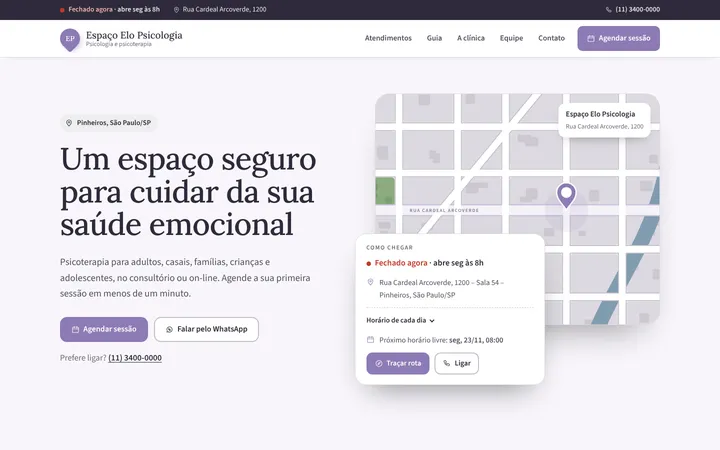 Fechado agora · abre seg às 8h
Rua Cardeal Arcoverde, 1200
(11) 3400-0000
EP
Espaço Elo Psicologia
Psicologia e psicoterapia
Atendimentos
Guia
A clínica
Equipe
Contato
Agendar sessão
Pinheiros, São Paulo/SP
Um espaço seguro
para cuidar da sua
saúde emocional
Psicoterapia para adultos, casais, famílias, crianças e
adolescentes, no consultório ou on-line. Agende a sua primeira
sessão em menos de um minuto.
Agendar sessão
Falar pelo WhatsApp
Prefere ligar? (11) 3400-0000
Espaço Elo Psicologia
Rua Cardeal Arcoverde, 1200
RUA CARDEAL ARCOVERDE
COMO CHEGAR
Fechado agora · abre seg às 8h
Rua Cardeal Arcoverde, 1200 – Sala 54 –
Pinheiros, São Paulo/SP
Horário de cada dia
Próximo horário livre: seg, 23/11, 08:00
Traçar rota
Ligar